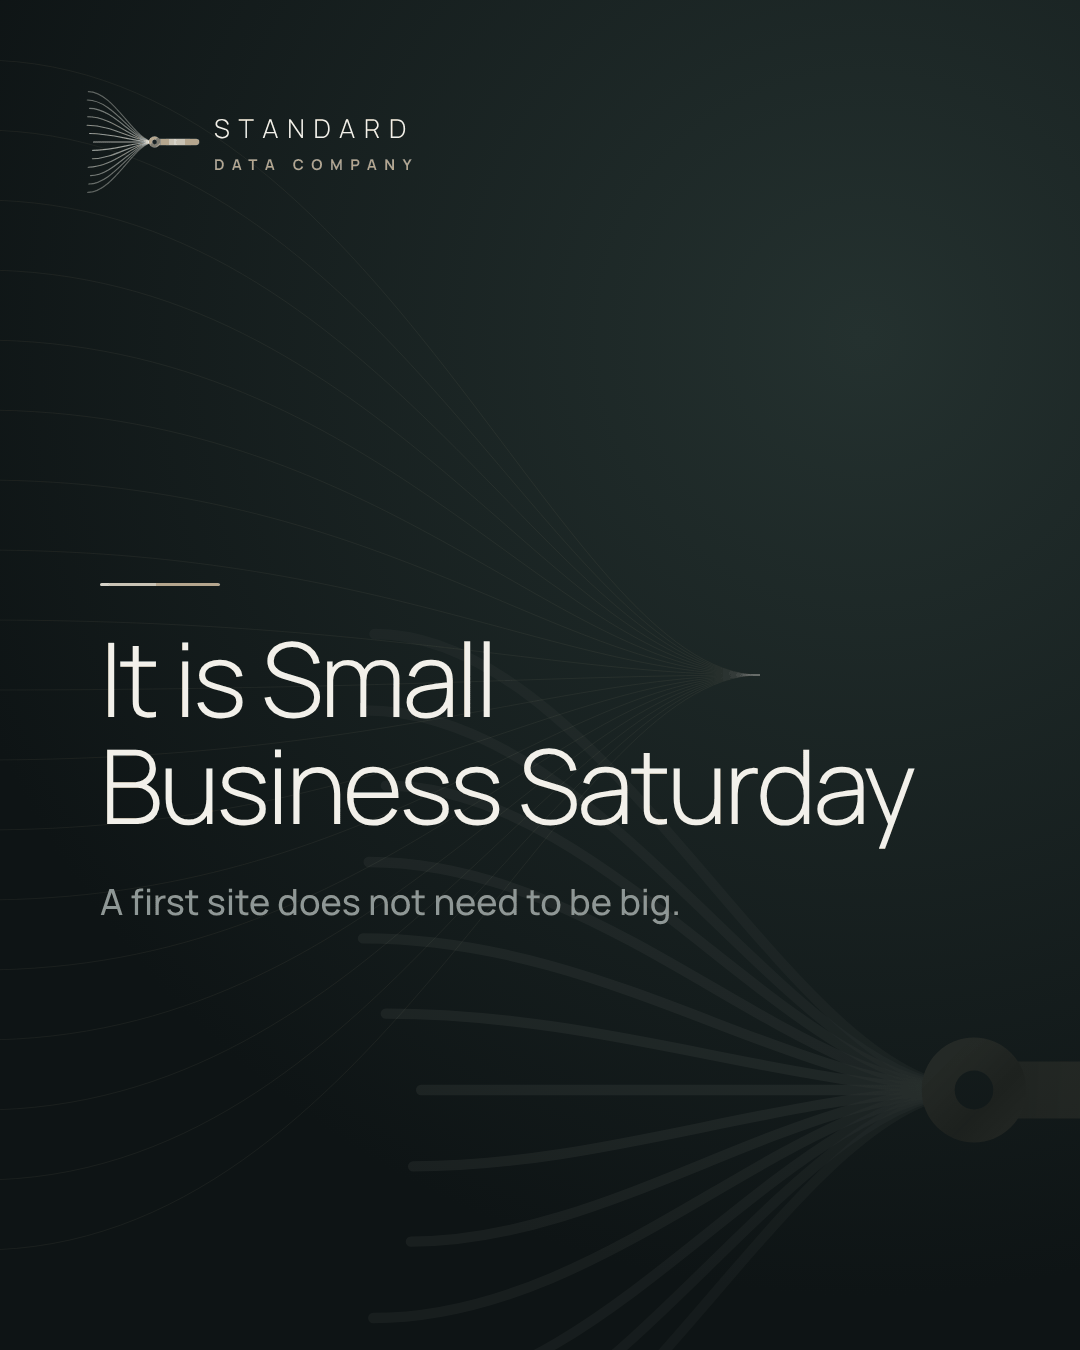 STANDARD
DATA COMPANY
It is Small
Business Saturday
A first site does not need to be big.